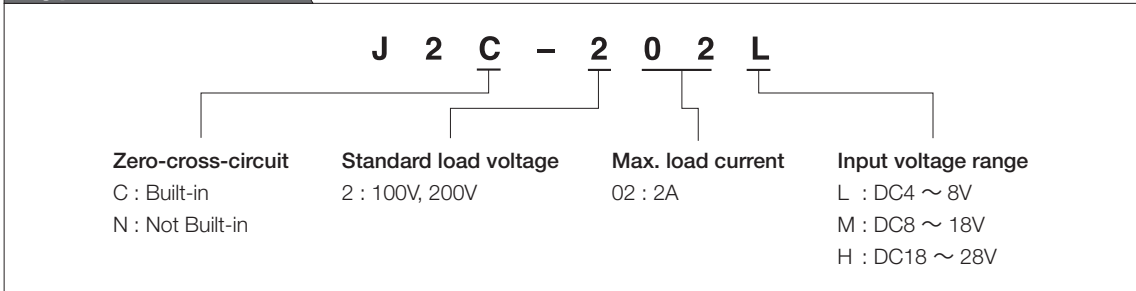 J 2 C – 2 0 2 L
Zero-cross-circuit
C : Built-in
N : Not Built-in
Standard load voltage
2 : 100V, 200V
Max. load current
02 : 2A
Input voltage range
L : DC4 ～ 8V
M : DC8 ～ 18V
H : DC18 ～ 28V